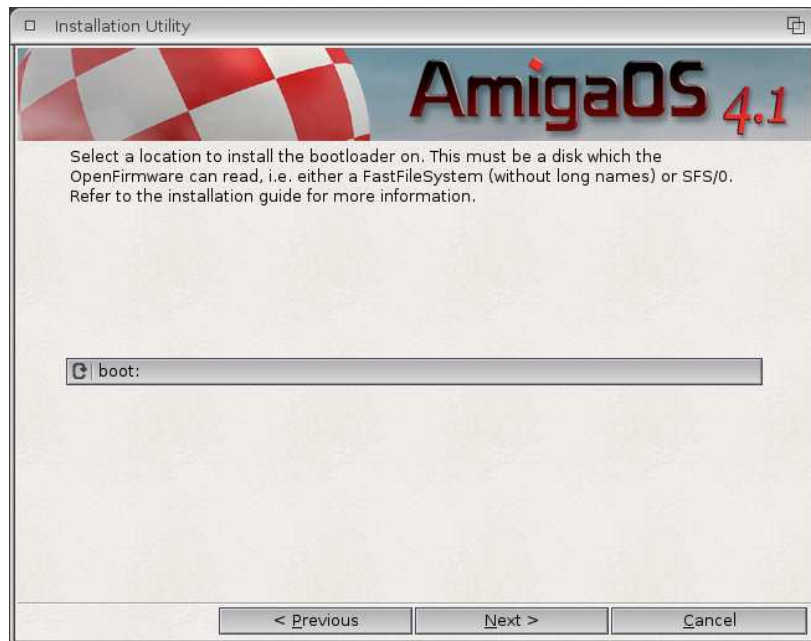 Installation Utility
AmigaOS 4.1
Select a location to install the bootloader on. This must be a disk which the
OpenFirmware can read, i.e. either a FastFileSystem (without long names) or SFS/0.
Refer to the installation guide for more information.
boot:
< Previous
Next >
Cancel